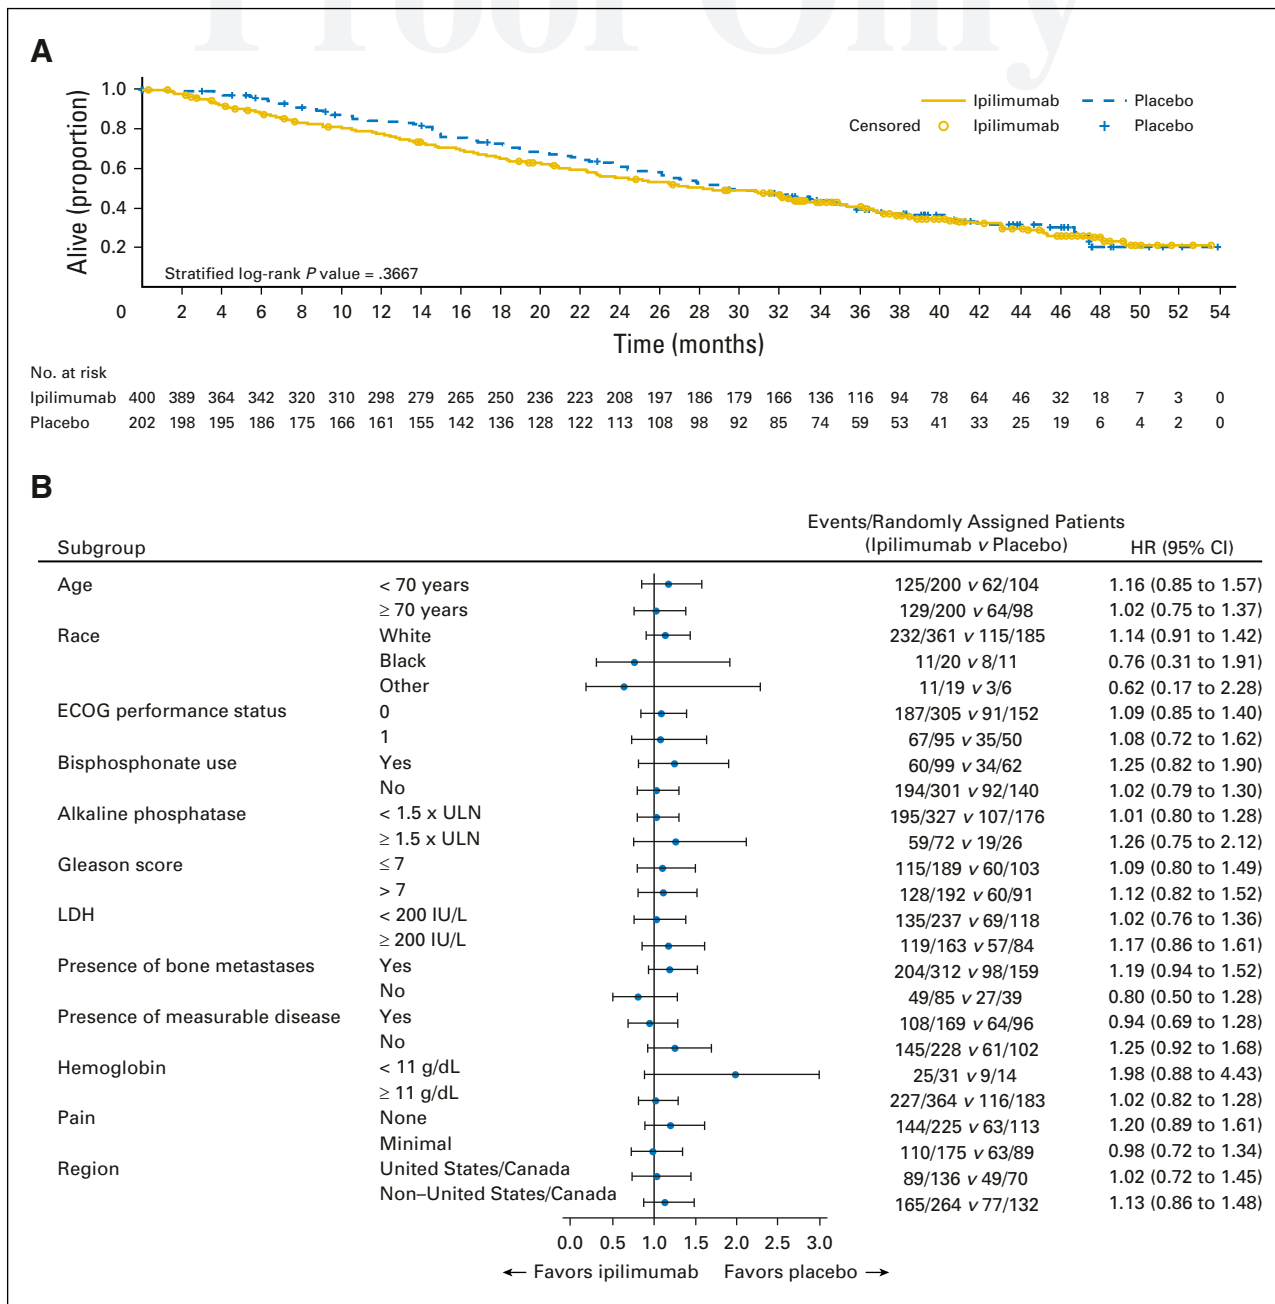 Proof Only
A
Alive (proportion)
1.0
0.8
0.6
0.4
0.2
Ipilimumab Placebo
Censored Ipilimumab Placebo
Stratified log-rank P value = .3667
0 2 4 6 8 10 12 14 16 18 20 22 24 26 28 30 32 34 36 38 40 42 44 46 48 50 52 54
Time (months)
No. at risk
Ipilimumab 400 389 364 342 320 310 298 279 265 250 236 223 208 197 186 179 166 136 116 94 78 64 46 32 18 7 3 0
Placebo 202 198 195 186 175 166 161 155 142 136 128 122 113 108 98 92 85 74 59 53 41 33 25 19 6 4 2 0
B
Events/Randomly Assigned Patients
Subgroup (Ipilimumab v Placebo) HR (95% CI)
Age < 70 years 125/200 v 62/104 1.16 (0.85 to 1.57)
≥ 70 years 129/200 v 64/98 1.02 (0.75 to 1.37)
Race White 232/361 v 115/185 1.14 (0.91 to 1.42)
Black 11/20 v 8/11 0.76 (0.31 to 1.91)
Other 11/19 v 3/6 0.62 (0.17 to 2.28)
ECOG performance status 0 187/305 v 91/152 1.09 (0.85 to 1.40)
1 67/95 v 35/50 1.08 (0.72 to 1.62)
Bisphosphonate use Yes 60/99 v 34/62 1.25 (0.82 to 1.90)
No 194/301 v 92/140 1.02 (0.79 to 1.30)
Alkaline phosphatase < 1.5 x ULN 195/327 v 107/176 1.01 (0.80 to 1.28)
≥ 1.5 x ULN 59/72 v 19/26 1.26 (0.75 to 2.12)
Gleason score ≤ 7 115/189 v 60/103 1.09 (0.80 to 1.49)
> 7 128/192 v 60/91 1.12 (0.82 to 1.52)
LDH < 200 IU/L 135/237 v 69/118 1.02 (0.76 to 1.36)
≥ 200 IU/L 119/163 v 57/84 1.17 (0.86 to 1.61)
Presence of bone metastases Yes 204/312 v 98/159 1.19 (0.94 to 1.52)
No 49/85 v 27/39 0.80 (0.50 to 1.28)
Presence of measurable disease Yes 108/169 v 64/96 0.94 (0.69 to 1.28)
No 145/228 v 61/102 1.25 (0.92 to 1.68)
Hemoglobin < 11 g/dL 25/31 v 9/14 1.98 (0.88 to 4.43)
≥ 11 g/dL 227/364 v 116/183 1.02 (0.82 to 1.28)
Pain None 144/225 v 63/113 1.20 (0.89 to 1.61)
Minimal 110/175 v 63/89 0.98 (0.72 to 1.34)
Region United States/Canada 89/136 v 49/70 1.02 (0.72 to 1.45)
Non–United States/Canada 165/264 v 77/132 1.13 (0.86 to 1.48)
0.0 0.5 1.0 1.5 2.0 2.5 3.0
← Favors ipilimumab Favors placebo →